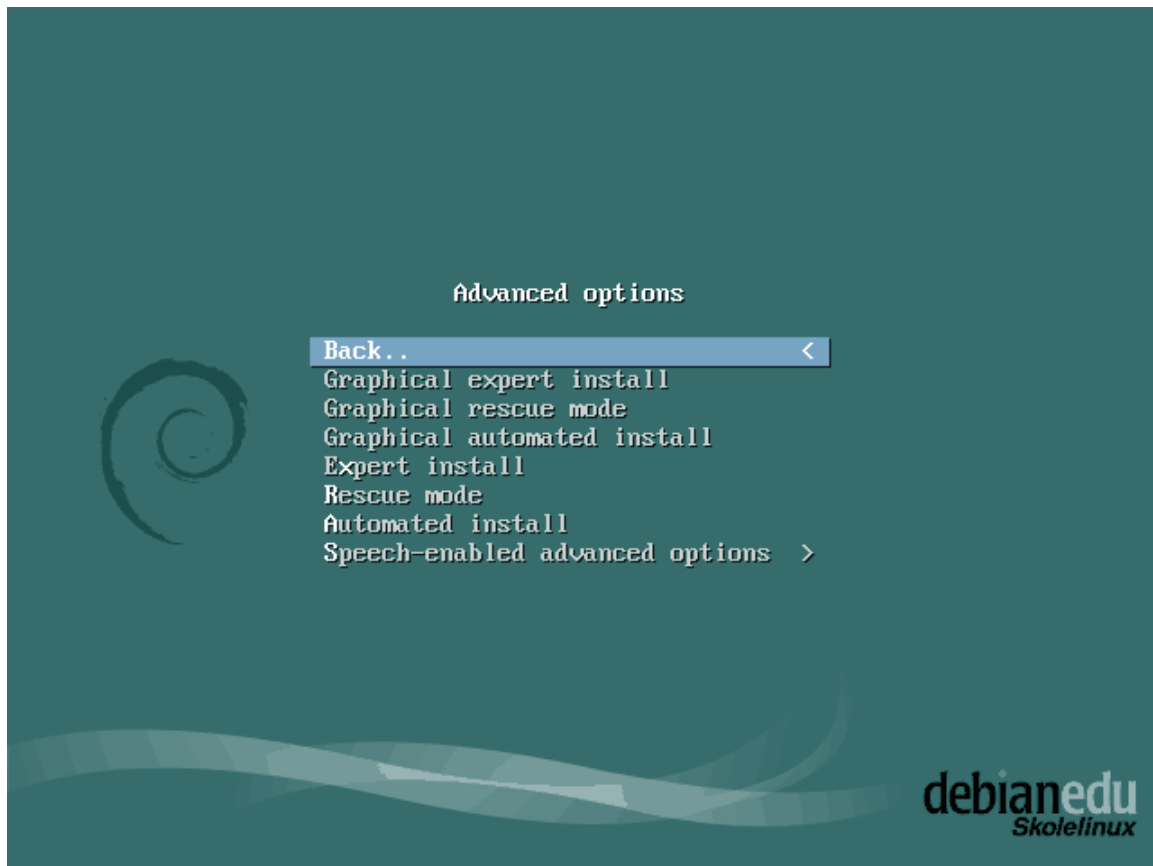 Advanced options
Back.. <
Graphical expert install
Graphical rescue mode
Graphical automated install
Expert install
Rescue mode
Automated install
Speech-enabled advanced options >
debianedu
Skolelinux